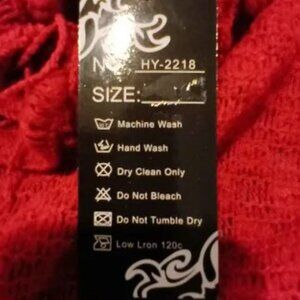 NO: HY-2218
SIZE:
Machine Wash
Hand Wash
Dry Clean Only
Do Not Bleach
Do Not Tumble Dry
Low Lron 120c